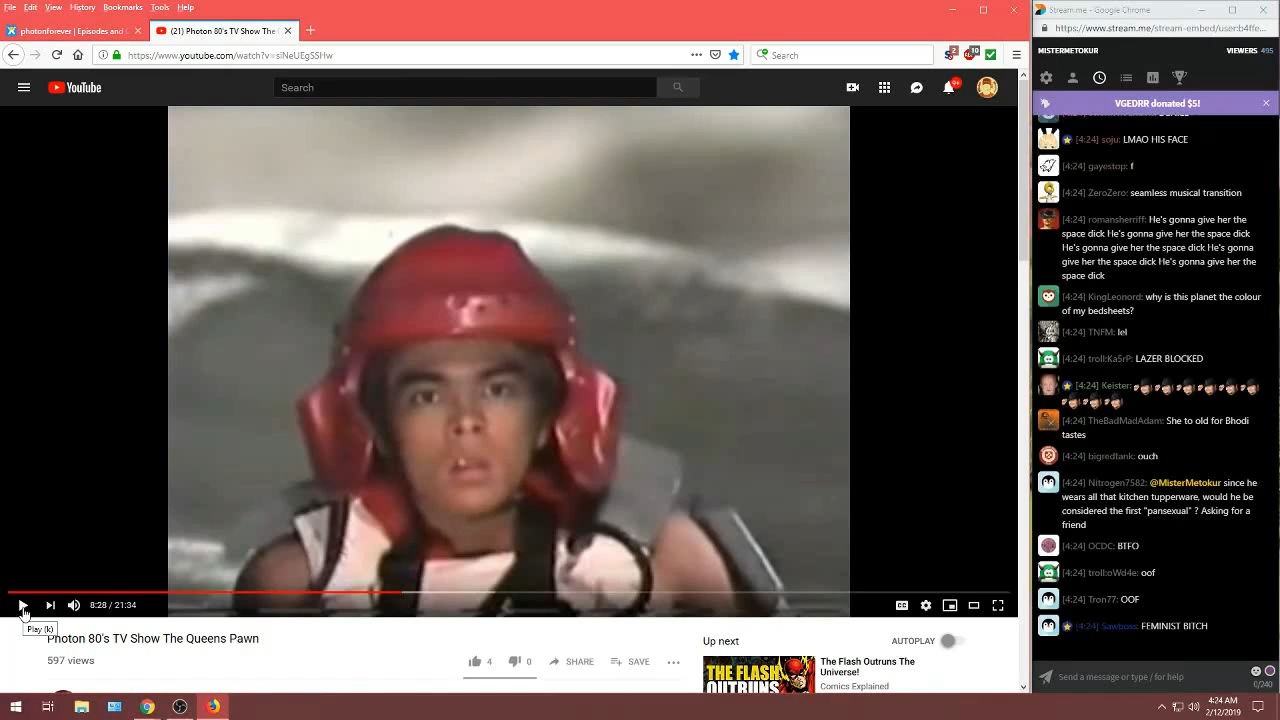 File Edit View History Bookmarks Tools Help
photonforever | Episodes and
(21) Photon 80's TV Show The
https://www.youtube.com/watch?v=siNeUEgSSHw
Search
2
10
YouTube
Search
9+
8:28 / 21:34
Play (k)
Photon 80's TV Show The Queens Pawn
597 views
4
0
SHARE
SAVE
Up next
AUTOPLAY
THE FLASH
OUTRUNS
The Flash Outruns The
Universe!
Comics Explained
Stream.me - Google Chrome
https://www.stream.me/stream-embed/user:b4ffe...
MISTERMETOKUR
VIEWERS 495
VGEDRR donated $5!
[4:24] soju: LMAO HIS FACE
[4:24] gayestop: f
[4:24] ZeroZero: seamless musical transition
[4:24] romansherriff: He's gonna give her the
space dick He's gonna give her the space dick
He's gonna give her the space dick He's gonna
give her the space dick He's gonna give her the
space dick
[4:24] KingLeonord: why is this planet the colour
of my bedsheets?
[4:24] TNFM: lel
[4:24] troll:Ka5rP: LAZER BLOCKED
[4:24] Keister:
[4:24] TheBadMadAdam: She to old for Bhodi
tastes
[4:24] bigredtank: ouch
[4:24] Nitrogen7582: @MisterMetokur since he
wears all that kitchen tupperware, would he be
considered the first "pansexual" ? Asking for a
friend
[4:24] OCDC: BTFO
[4:24] troll:oWd4e: oof
[4:24] Tron77: OOF
[4:24] Sawboss: FEMINIST BITCH
Send a message or type / for help
0/240
4:24 AM
2/12/2019